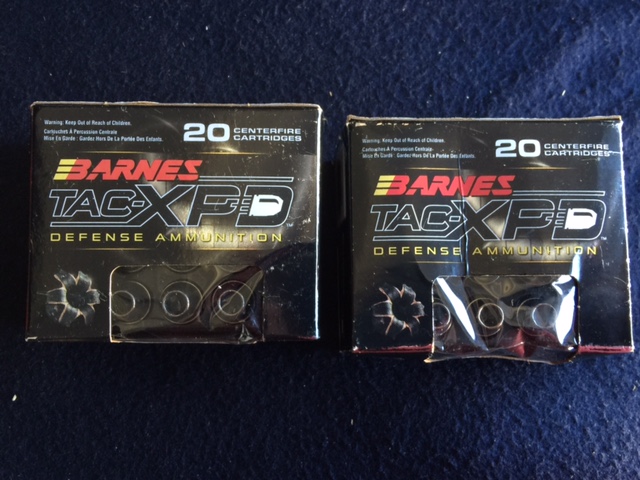 Warning: Keep Out of Reach of Children.
Cartouches À Percussion Centrale
Mise En Garde : Gardez Hors De La Portée Des Enfants.
20 CENTERFIRE
CARTRIDGES
BARNES
TAC-XPD™
DEFENSE AMMUNITION
Warning: Keep Out of Reach of Children.
Cartouches À Percussion Centrale
Mise En Garde : Gardez Hors De La Portée Des Enfants.
20 CENTERFIRE
CARTRIDGES
BARNES
TAC-XPD™
DEFENSE AMMUNITION